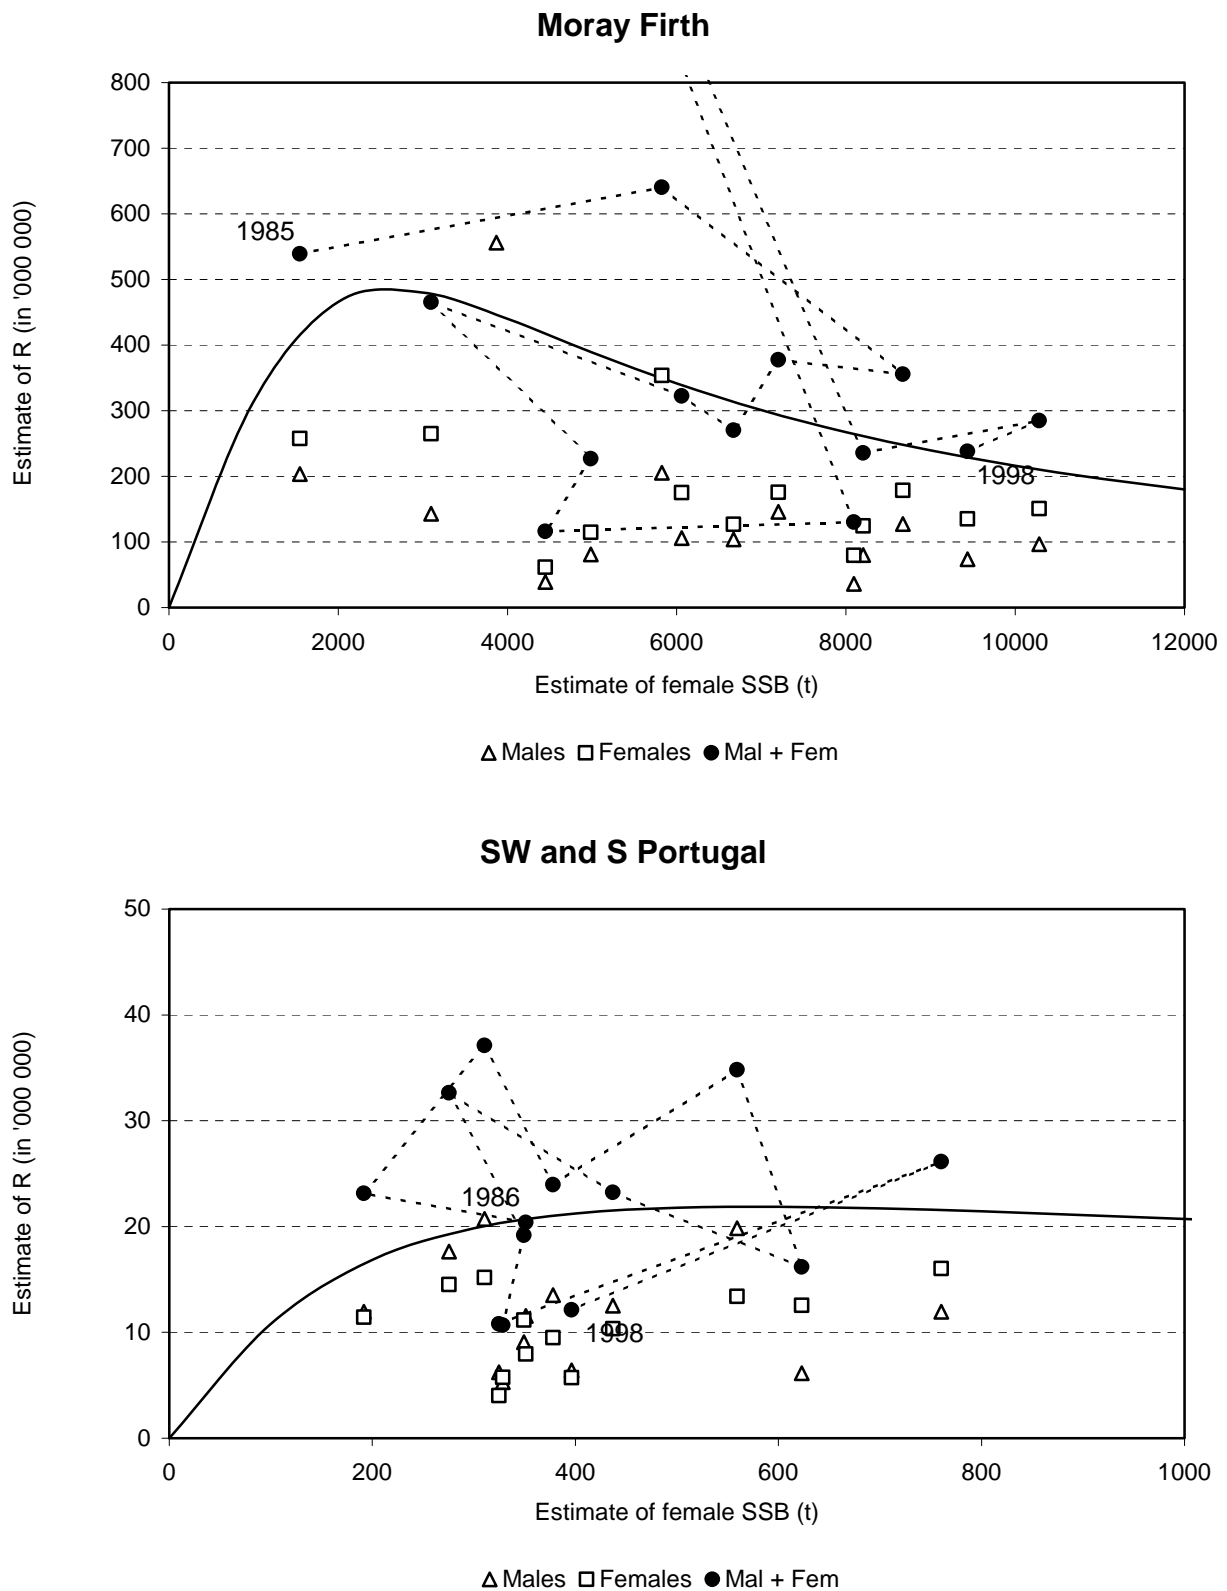 Moray Firth
800
700
600
500
400
300
200
100
0
Estimate of R (in '000 000)
1985
1998
0 2000 4000 6000 8000 10000 12000
Estimate of female SSB (t)
Males Females Mal + Fem
SW and S Portugal
50
40
30
20
10
0
Estimate of R (in '000 000)
1986
1998
0 200 400 600 800 1000
Estimate of female SSB (t)
Males Females Mal + Fem